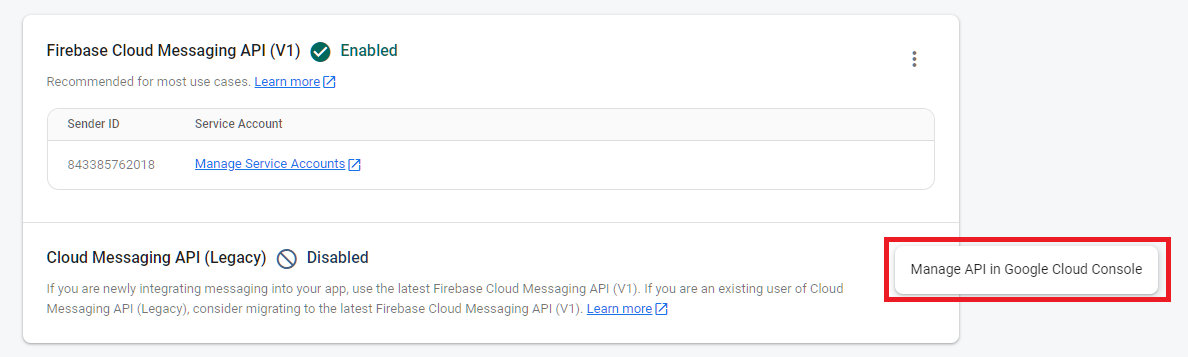 Firebase Cloud Messaging API (V1) Enabled
Recommended for most use cases. Learn more
Sender ID Service Account
843385762018 Manage Service Accounts
Cloud Messaging API (Legacy) Disabled
Manage API in Google Cloud Console
If you are newly integrating messaging into your app, use the latest Firebase Cloud Messaging API (V1). If you are an existing user of Cloud
Messaging API (Legacy), consider migrating to the latest Firebase Cloud Messaging API (V1). Learn more